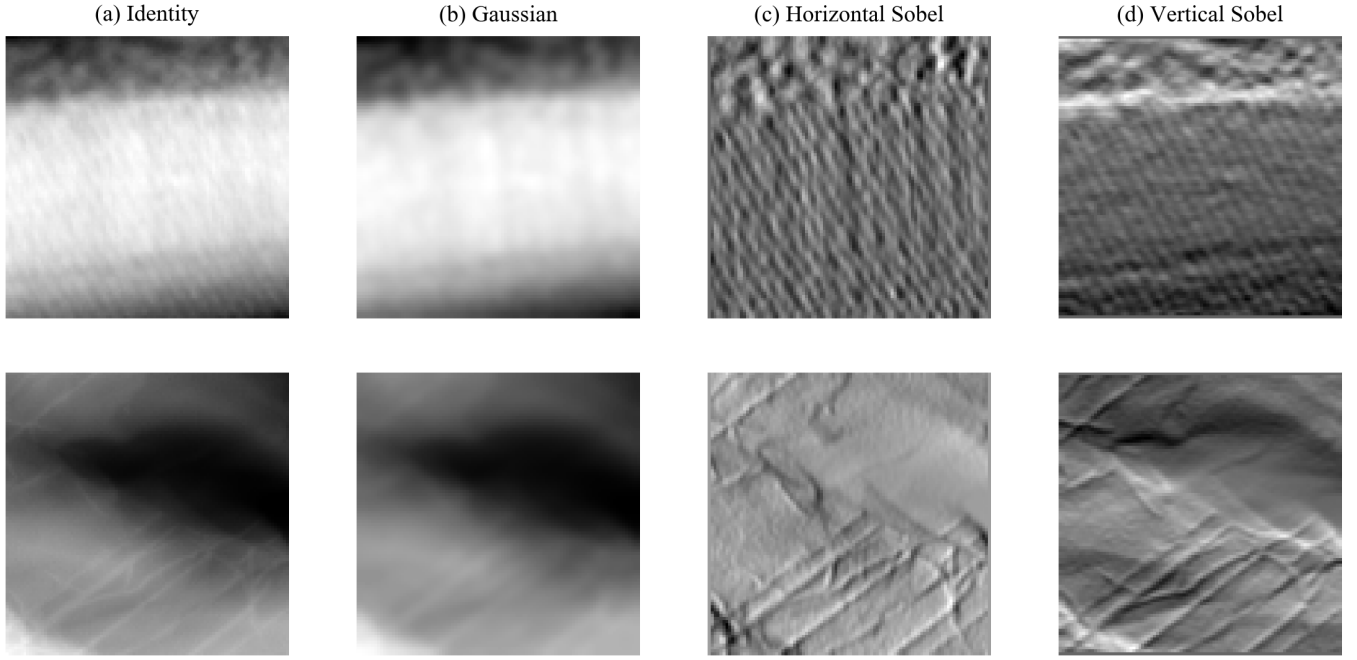 (a) Identity
(b) Gaussian
(c) Horizontal Sobel
(d) Vertical Sobel